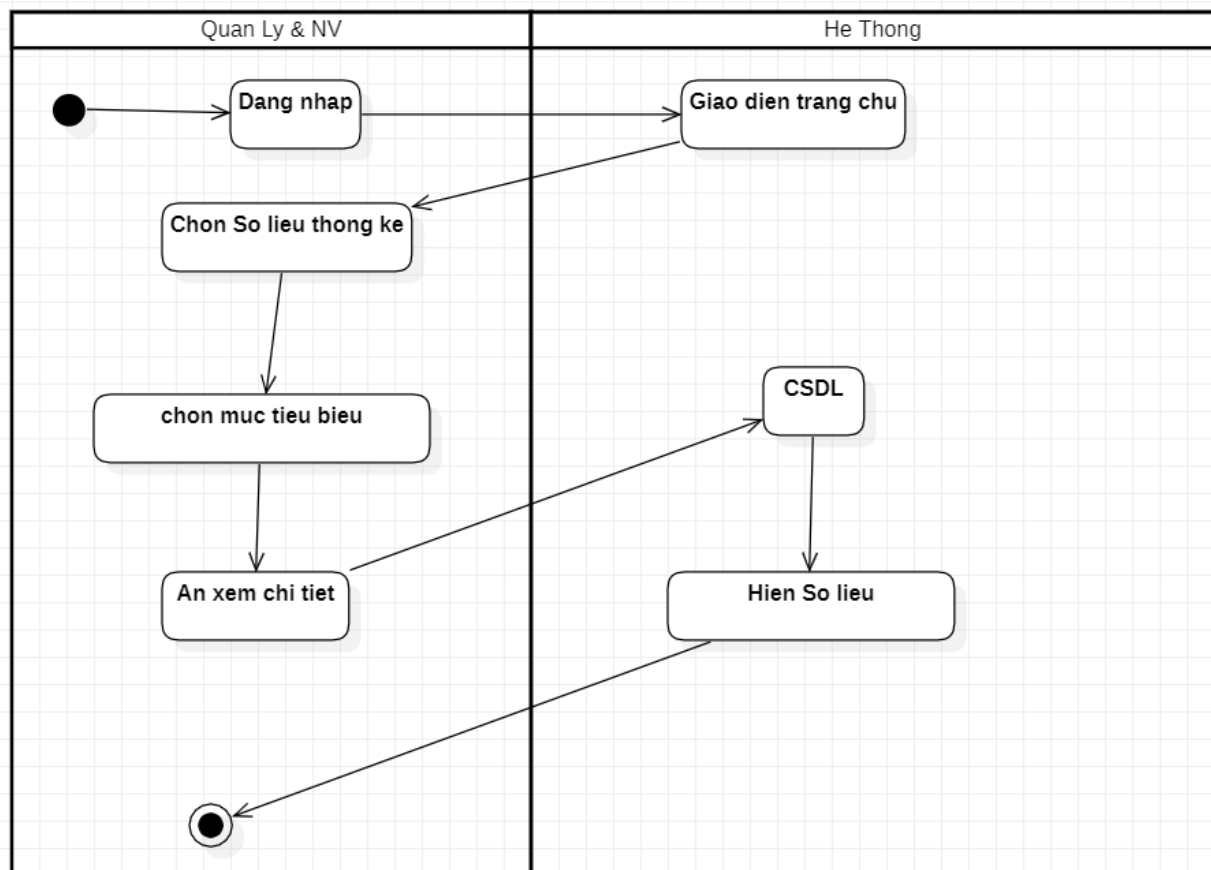 Quan Ly & NV
He Thong
Dang nhap
Giao dien trang chu
Chon So lieu thong ke
chon muc tieu bieu
CSDL
An xem chi tiet
Hien So lieu